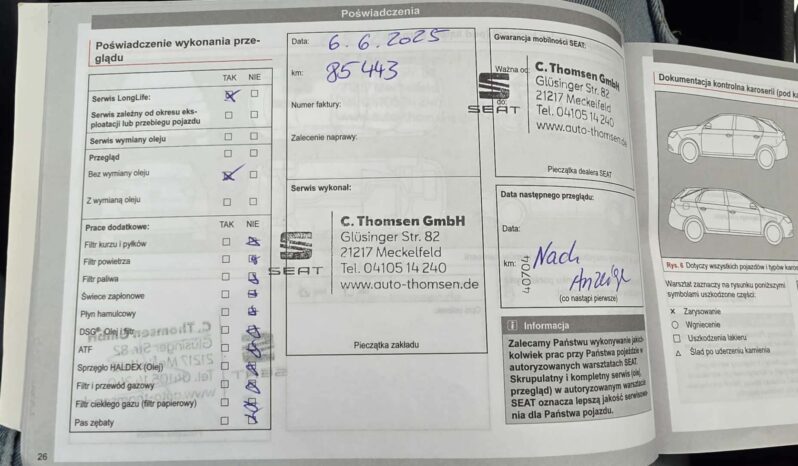 Poświadczenia
Poświadczenie wykonania prze-
glądu
TAK NIE
Serwis LongLife:
Serwis zależny od okresu eks-
ploatacji lub przebiegu pojazdu
Serwis wymiany oleju
Przegląd
Bez wymiany oleju
Z wymianą oleju
Prace dodatkowe: TAK NIE
Filtr kurzu i pyłków
Filtr powietrza
Filtr paliwa
Świece zapłonowe
Płyn hamulcowy
DSG®, Olej i filtr
ATF
Sprzęgło HALDEX (Olej)
Filtr i przewód gazowy
Filtr ciekłego gazu (filtr papierowy)
Pas zębaty
26
Data: 6.6.2025
km: 85443
Numer faktury:
Zalecenie naprawy:
Serwis wykonał:
SEAT
C. Thomsen GmbH
Glüsinger Str. 82
21217 Meckelfeld
Tel. 04105 14 240
www.auto-thomsen.de
Pieczątka zakładu
Gwarancja mobilności SEAT:
Ważna od:
do:
SEAT
C. Thomsen GmbH
Glüsinger Str. 82
21217 Meckelfeld
Tel. 04105 14 240
www.auto-thomsen.de
Pieczątka dealera SEAT
Data następnego przeglądu:
Data:
km: 40704
Nach
Anzeige
(co nastąpi pierwsze)
i Informacja
Zalecamy Państwu wykonywanie jakich-
kolwiek prac przy Państwa pojeździe w
autoryzowanych warsztatach SEAT.
Skrupulatny i kompletny serwis (olej,
przegląd) w autoryzowanym warsztacie
SEAT oznacza lepszą jakość serwisowa-
nia dla Państwa pojazdu.
Dokumentacja kontrolna karoserii (pod
Rys. 6 Dotyczy wszystkich pojazdów i typów
Warsztat zaznaczy na rysunku poniższymi
symbolami uszkodzone części:
x Zarysowanie
○ Wgniecenie
□ Uszkodzenia lakieru
△ Ślad po uderzeniu kamienia